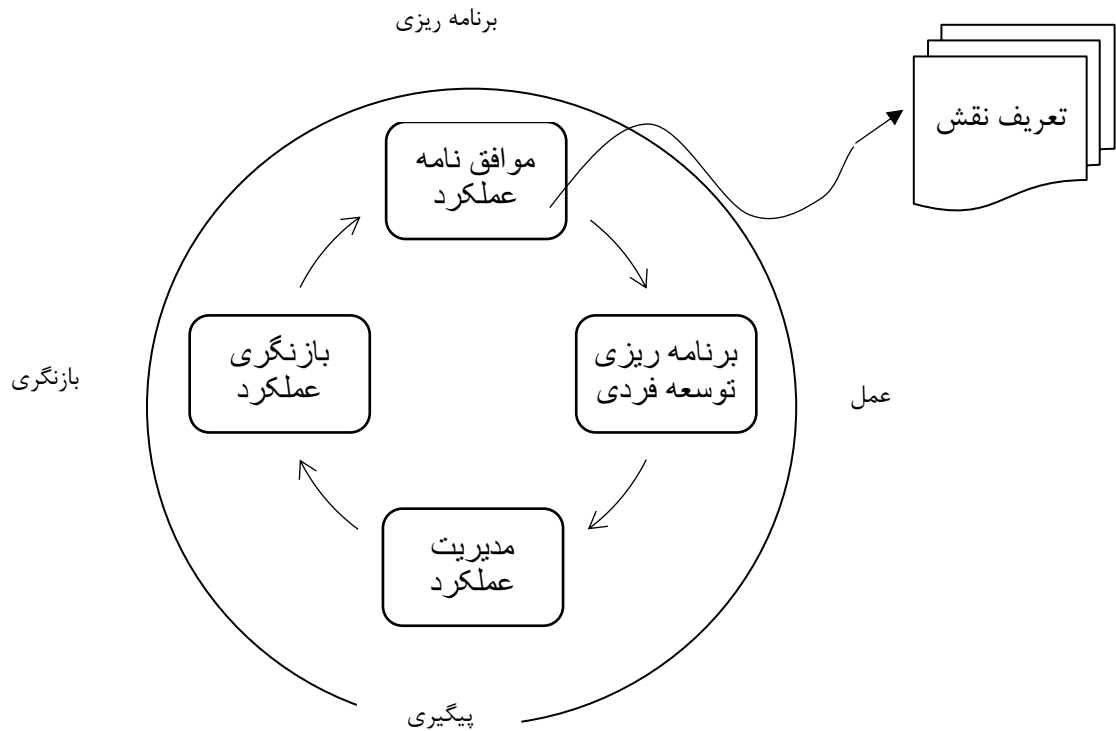 برنامه ریزی
تعریف نقش
موافق نامه
عملکرد
برنامه ریزی
توسعه فردی
بازنگری
عملکرد
عمل
بازنگری
مدیریت
عملکرد
پیگیری